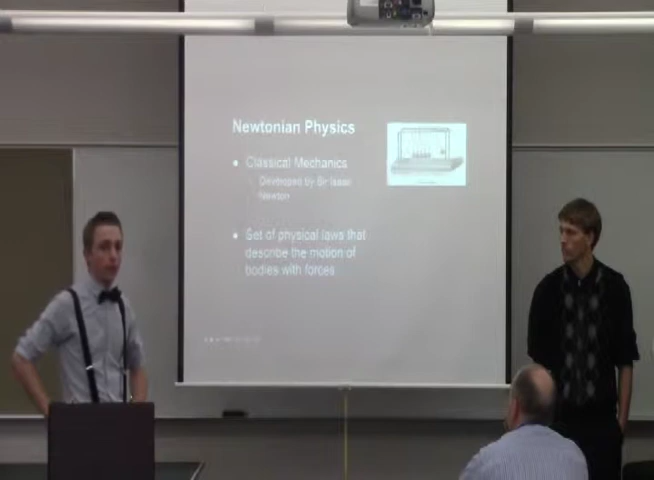 Newtonian Physics
Classical Mechanics
Developed by Sir Isaac
Newton
Set of physical laws that
describe the motion of
bodies with forces